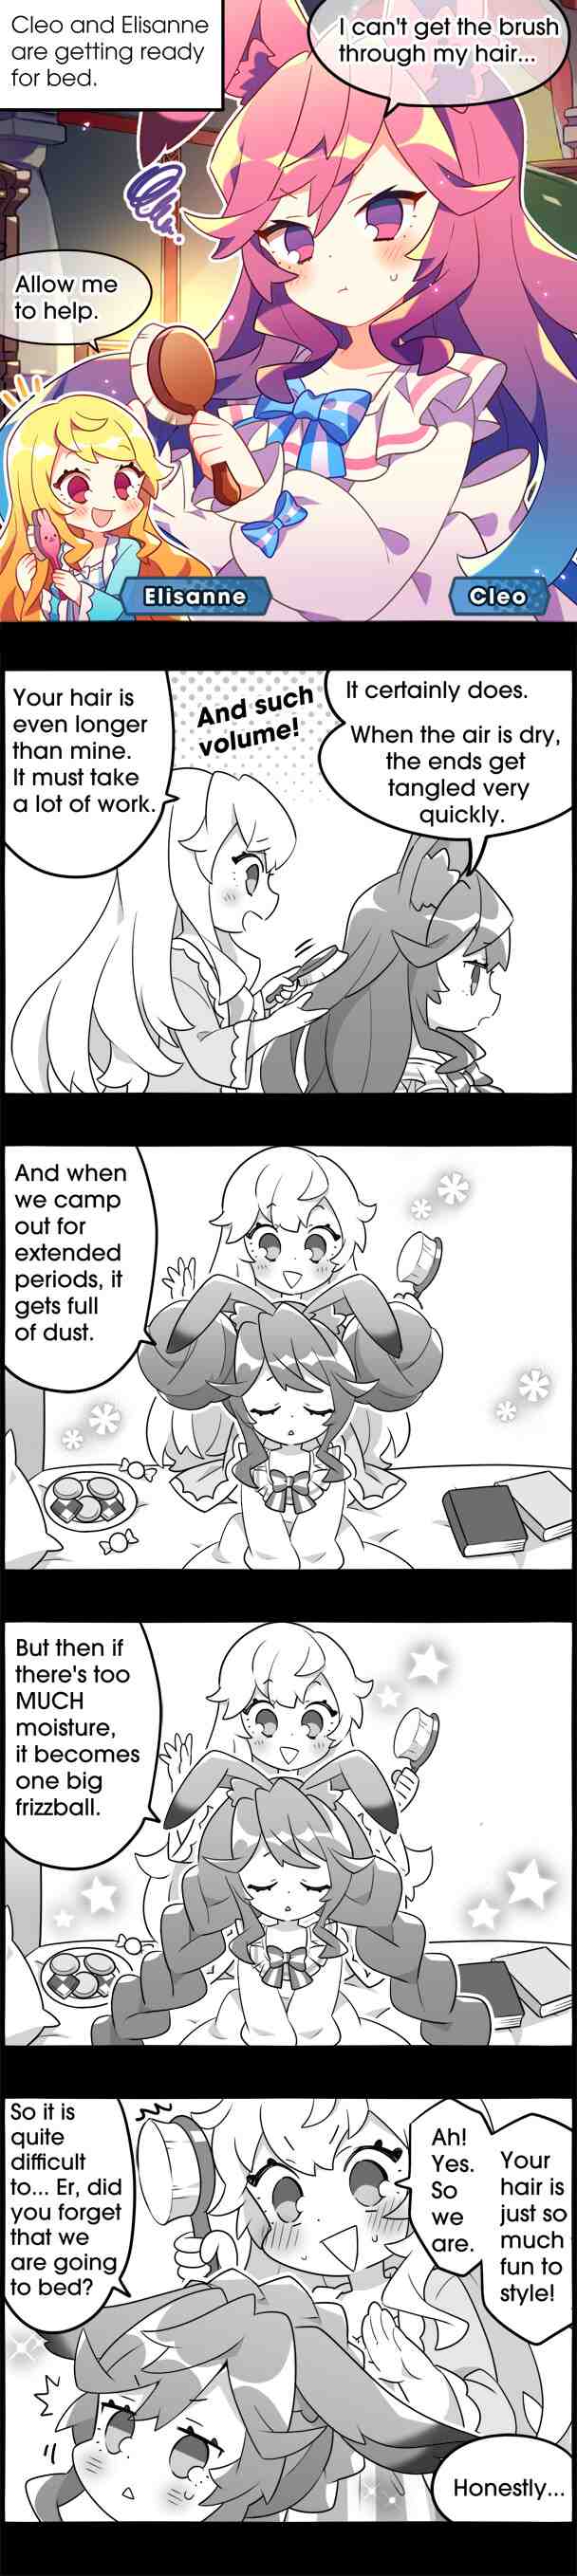 Cleo and Elisanne
are getting ready
for bed.
I can't get the brush
through my hair...
Allow me
to help.
Elisanne
Cleo
Your hair is
even longer
than mine.
It must take
a lot of work.
And such
volume!
It certainly does.
When the air is dry,
the ends get
tangled very
quickly.
And when
we camp
out for
extended
periods, it
gets full
of dust.
But then if
there's too
MUCH
moisture,
it becomes
one big
frizzball.
So it is
quite
difficult
to... Er, did
you forget
that we
are going
to bed?
Ah!
Yes.
So
we
are.
Your
hair is
just so
much
fun to
style!
Honestly...